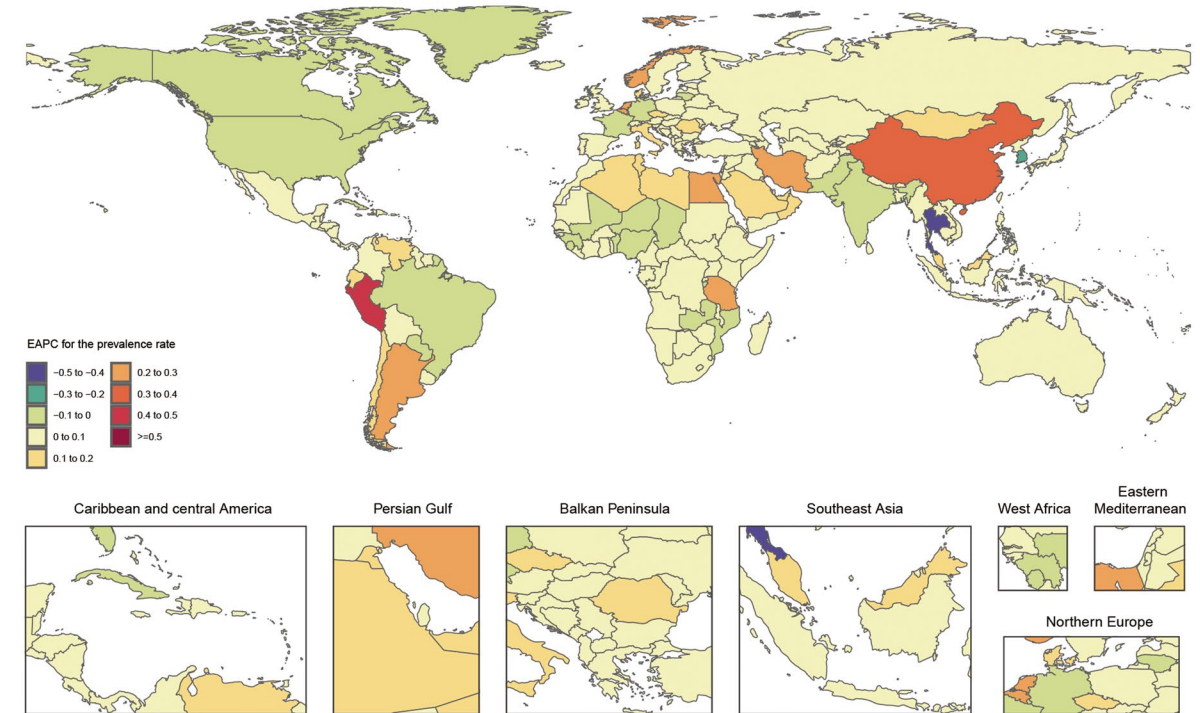 EAPC for the prevalence rate
−0.5 to −0.4
−0.3 to −0.2
−0.1 to 0
0 to 0.1
0.1 to 0.2
0.2 to 0.3
0.3 to 0.4
0.4 to 0.5
>=0.5
Caribbean and central America
Persian Gulf
Balkan Peninsula
Southeast Asia
West Africa
Eastern
Mediterranean
Northern Europe